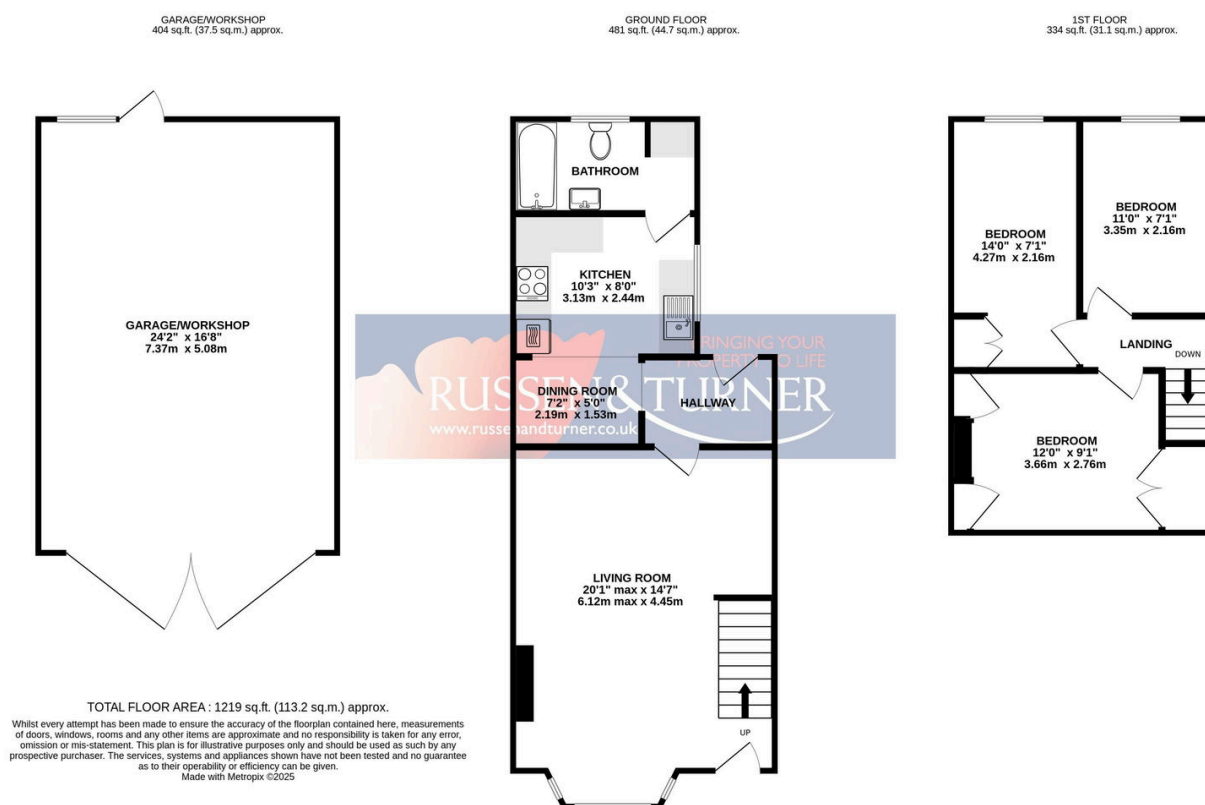 GARAGE/WORKSHOP
404 sq.ft. (37.5 sq.m.) approx.
GROUND FLOOR
481 sq.ft. (44.7 sq.m.) approx.
1ST FLOOR
334 sq.ft. (31.1 sq.m.) approx.
GARAGE/WORKSHOP
24'2" x 16'8"
7.37m x 5.08m
BATHROOM
KITCHEN
10'3" x 8'0"
3.13m x 2.44m
DINING ROOM
7'2" x 5'0"
2.19m x 1.53m
HALLWAY
BRINGING YOUR
PROPERTY TO LIFE
RUSSEN & TURNER
www.russenandturner.co.uk
LIVING ROOM
20'1" max x 14'7"
6.12m max x 4.45m
UP
BEDROOM
14'0" x 7'1"
4.27m x 2.16m
BEDROOM
11'0" x 7'1"
3.35m x 2.16m
LANDING
DOWN
BEDROOM
12'0" x 9'1"
3.66m x 2.76m
TOTAL FLOOR AREA : 1219 sq.ft. (113.2 sq.m.) approx.
Whilst every attempt has been made to ensure the accuracy of the floorplan contained here, measurements
of doors, windows, rooms and any other items are approximate and no responsibility is taken for any error,
omission or mis-statement. This plan is for illustrative purposes only and should be used as such by any
prospective purchaser. The services, systems and appliances shown have not been tested and no guarantee
as to their operability or efficiency can be given.
Made with Metropix ©2025